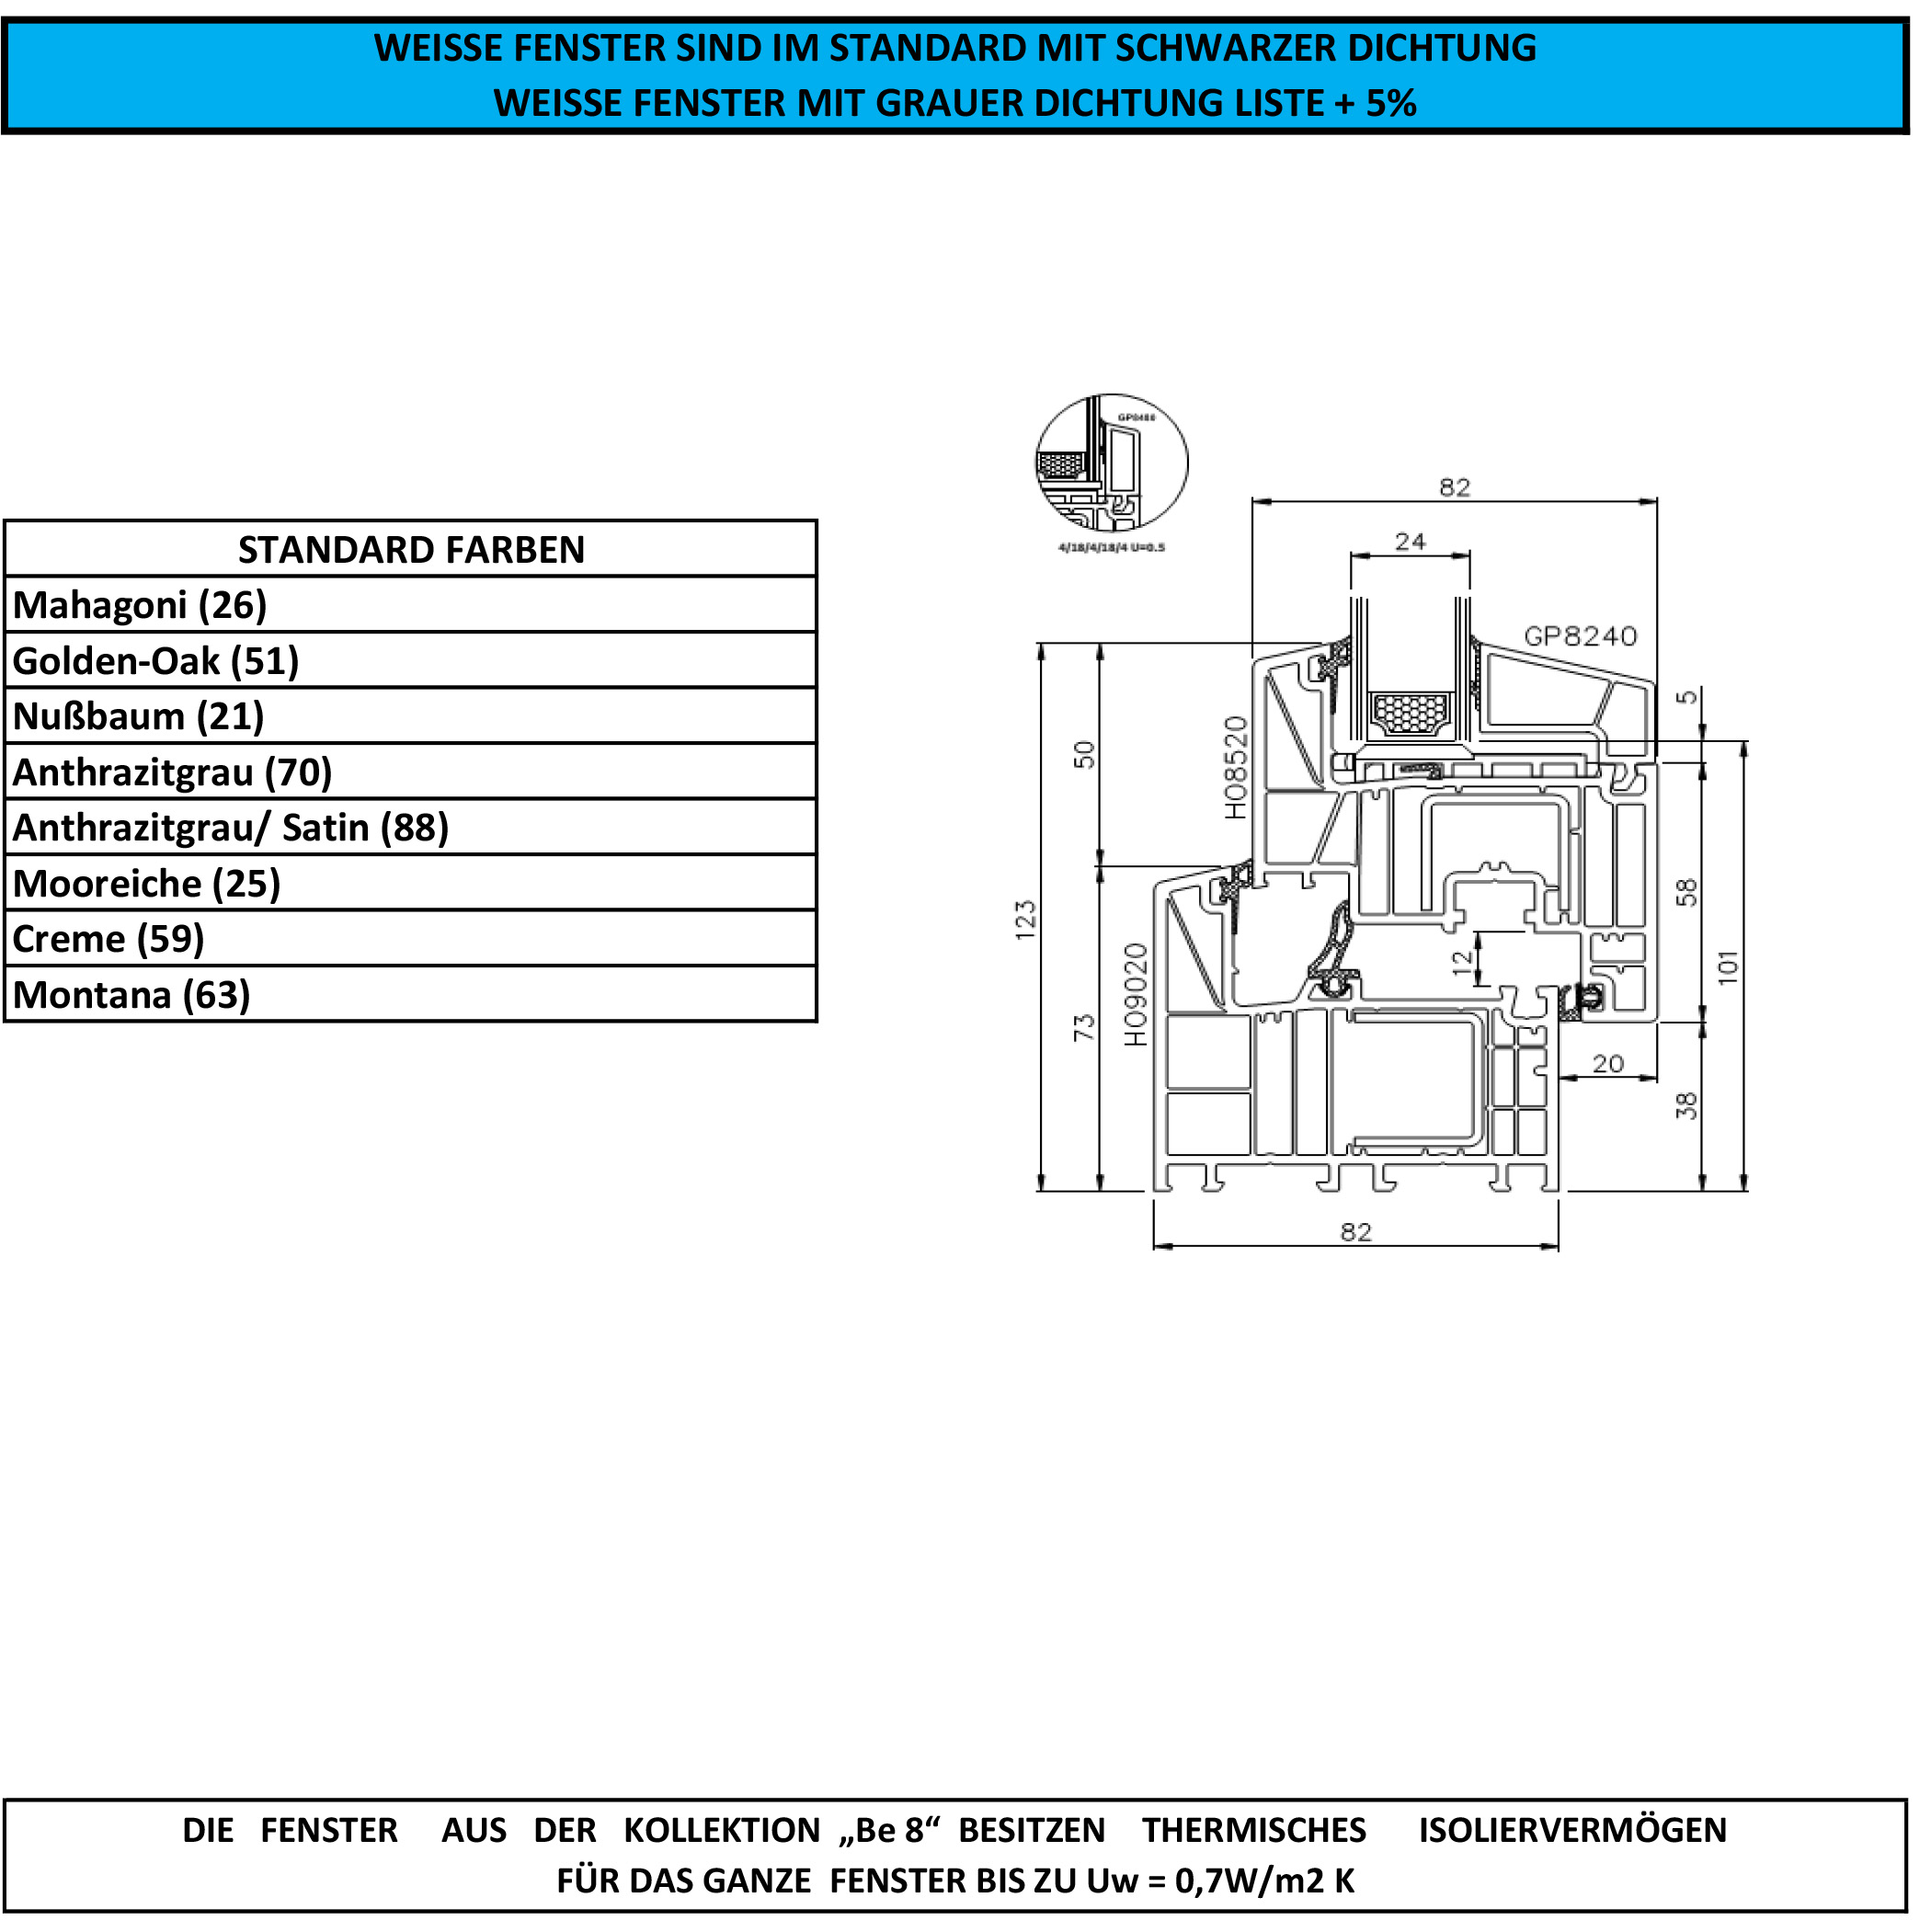 WEISSE FENSTER SIND IM STANDARD MIT SCHWARZER DICHTUNG
WEISSE FENSTER MIT GRAUER DICHTUNG LISTE + 5%
STANDARD FARBEN
Mahagoni (26)
Golden-Oak (51)
Nußbaum (21)
Anthrazitgrau (70)
Anthrazitgrau/ Satin (88)
Mooreiche (25)
Creme (59)
Montana (63)
GP8480
4/18/4/18/4 U=0.5
82
24
GP8240
5
50
HO8520
123
58
12
101
73
HO9020
20
38
82
DIE FENSTER AUS DER KOLLEKTION „Be 8“ BESITZEN THERMISCHES ISOLIERVERMÖGEN
FÜR DAS GANZE FENSTER BIS ZU Uw = 0,7W/m2 K